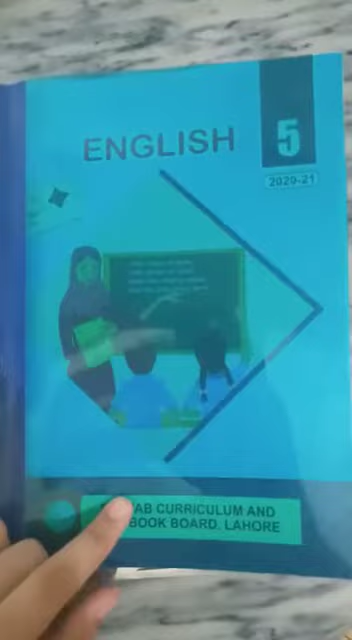 ENGLISH
5
2020-21
AB CURRICULUM AND
BOOK BOARD, LAHORE